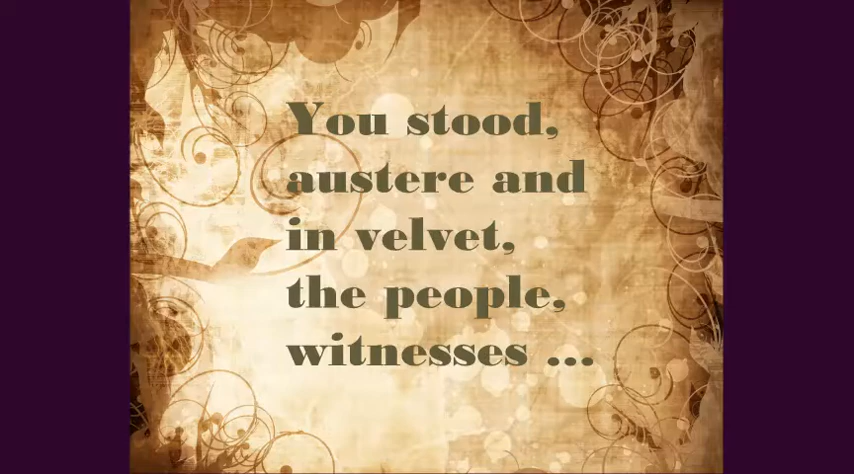 You stood,
austere and
in velvet,
the people,
witnesses ...